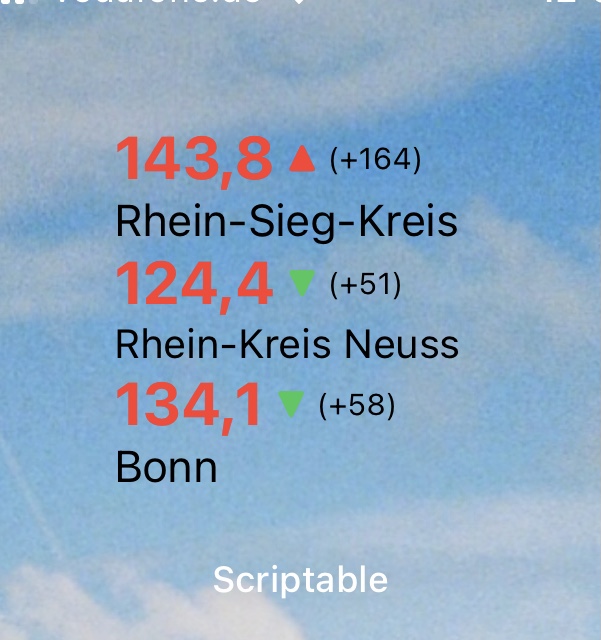 143,8 ▲ (+164)
Rhein-Sieg-Kreis
124,4 ▼ (+51)
Rhein-Kreis Neuss
134,1 ▼ (+58)
Bonn
Scriptable